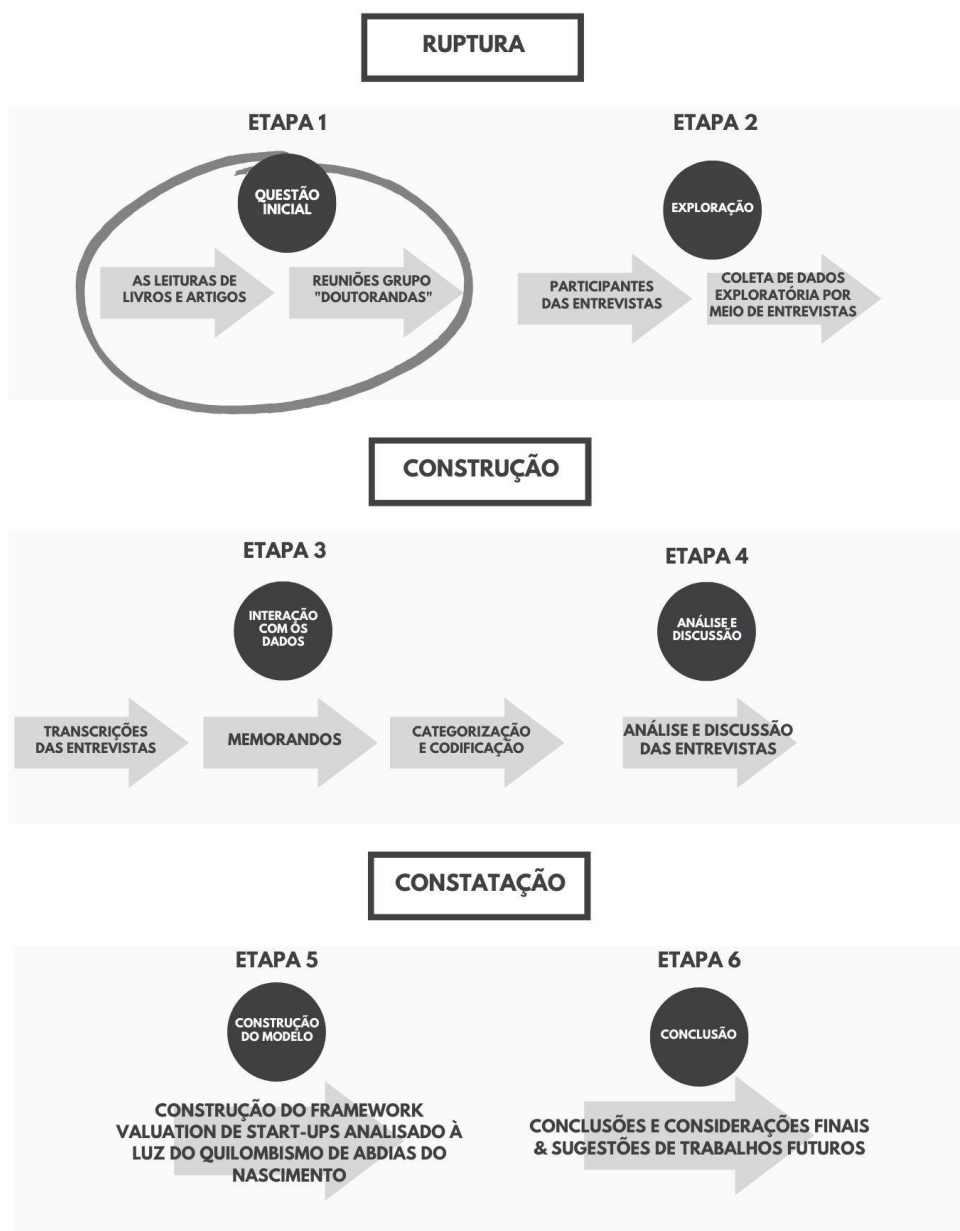 RUPTURA
ETAPA 1
QUESTÃO
INICIAL
AS LEITURAS DE
LIVROS E ARTIGOS
REUNIÕES GRUPO
"DOUTORANDAS"
ETAPA 2
EXPLORAÇÃO
PARTICIPANTES
DAS ENTREVISTAS
COLETA DE DADOS
EXPLORATÓRIA POR
MEIO DE ENTREVISTAS
CONSTRUÇÃO
ETAPA 3
INTERAÇÃO
COM OS
DADOS
TRANSCRIÇÕES
DAS ENTREVISTAS
MEMORANDOS
CATEGORIZAÇÃO
E CODIFICAÇÃO
ETAPA 4
ANÁLISE E
DISCUSSÃO
ANÁLISE E DISCUSSÃO
DAS ENTREVISTAS
CONSTATAÇÃO
ETAPA 5
CONSTRUÇÃO
DO MODELO
CONSTRUÇÃO DO FRAMEWORK
VALUATION DE START-UPS ANALISADO À
LUZ DO QUILOMBISMO DE ABDIAS DO
NASCIMENTO
ETAPA 6
CONCLUSÃO
CONCLUSÕES E CONSIDERAÇÕES FINAIS
& SUGESTÕES DE TRABALHOS FUTUROS